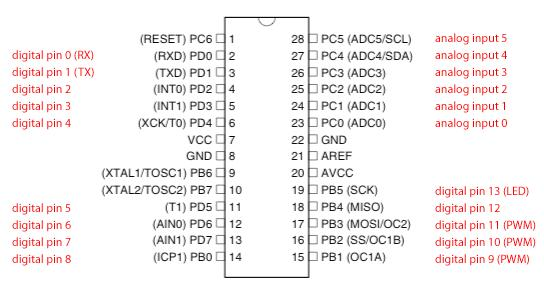 (RESET) PC6 1 28 PC5 (ADC5/SCL) analog input 5
digital pin 0 (RX) (RXD) PD0 2 27 PC4 (ADC4/SDA) analog input 4
digital pin 1 (TX) (TXD) PD1 3 26 PC3 (ADC3) analog input 3
digital pin 2 (INT0) PD2 4 25 PC2 (ADC2) analog input 2
digital pin 3 (INT1) PD3 5 24 PC1 (ADC1) analog input 1
digital pin 4 (XCK/T0) PD4 6 23 PC0 (ADC0) analog input 0
VCC 7 22 GND
GND 8 21 AREF
(XTAL1/TOSC1) PB6 9 20 AVCC
(XTAL2/TOSC2) PB7 10 19 PB5 (SCK) digital pin 13 (LED)
digital pin 5 (T1) PD5 11 18 PB4 (MISO) digital pin 12
digital pin 6 (AIN0) PD6 12 17 PB3 (MOSI/OC2) digital pin 11 (PWM)
digital pin 7 (AIN1) PD7 13 16 PB2 (SS/OC1B) digital pin 10 (PWM)
digital pin 8 (ICP1) PB0 14 15 PB1 (OC1A) digital pin 9 (PWM)